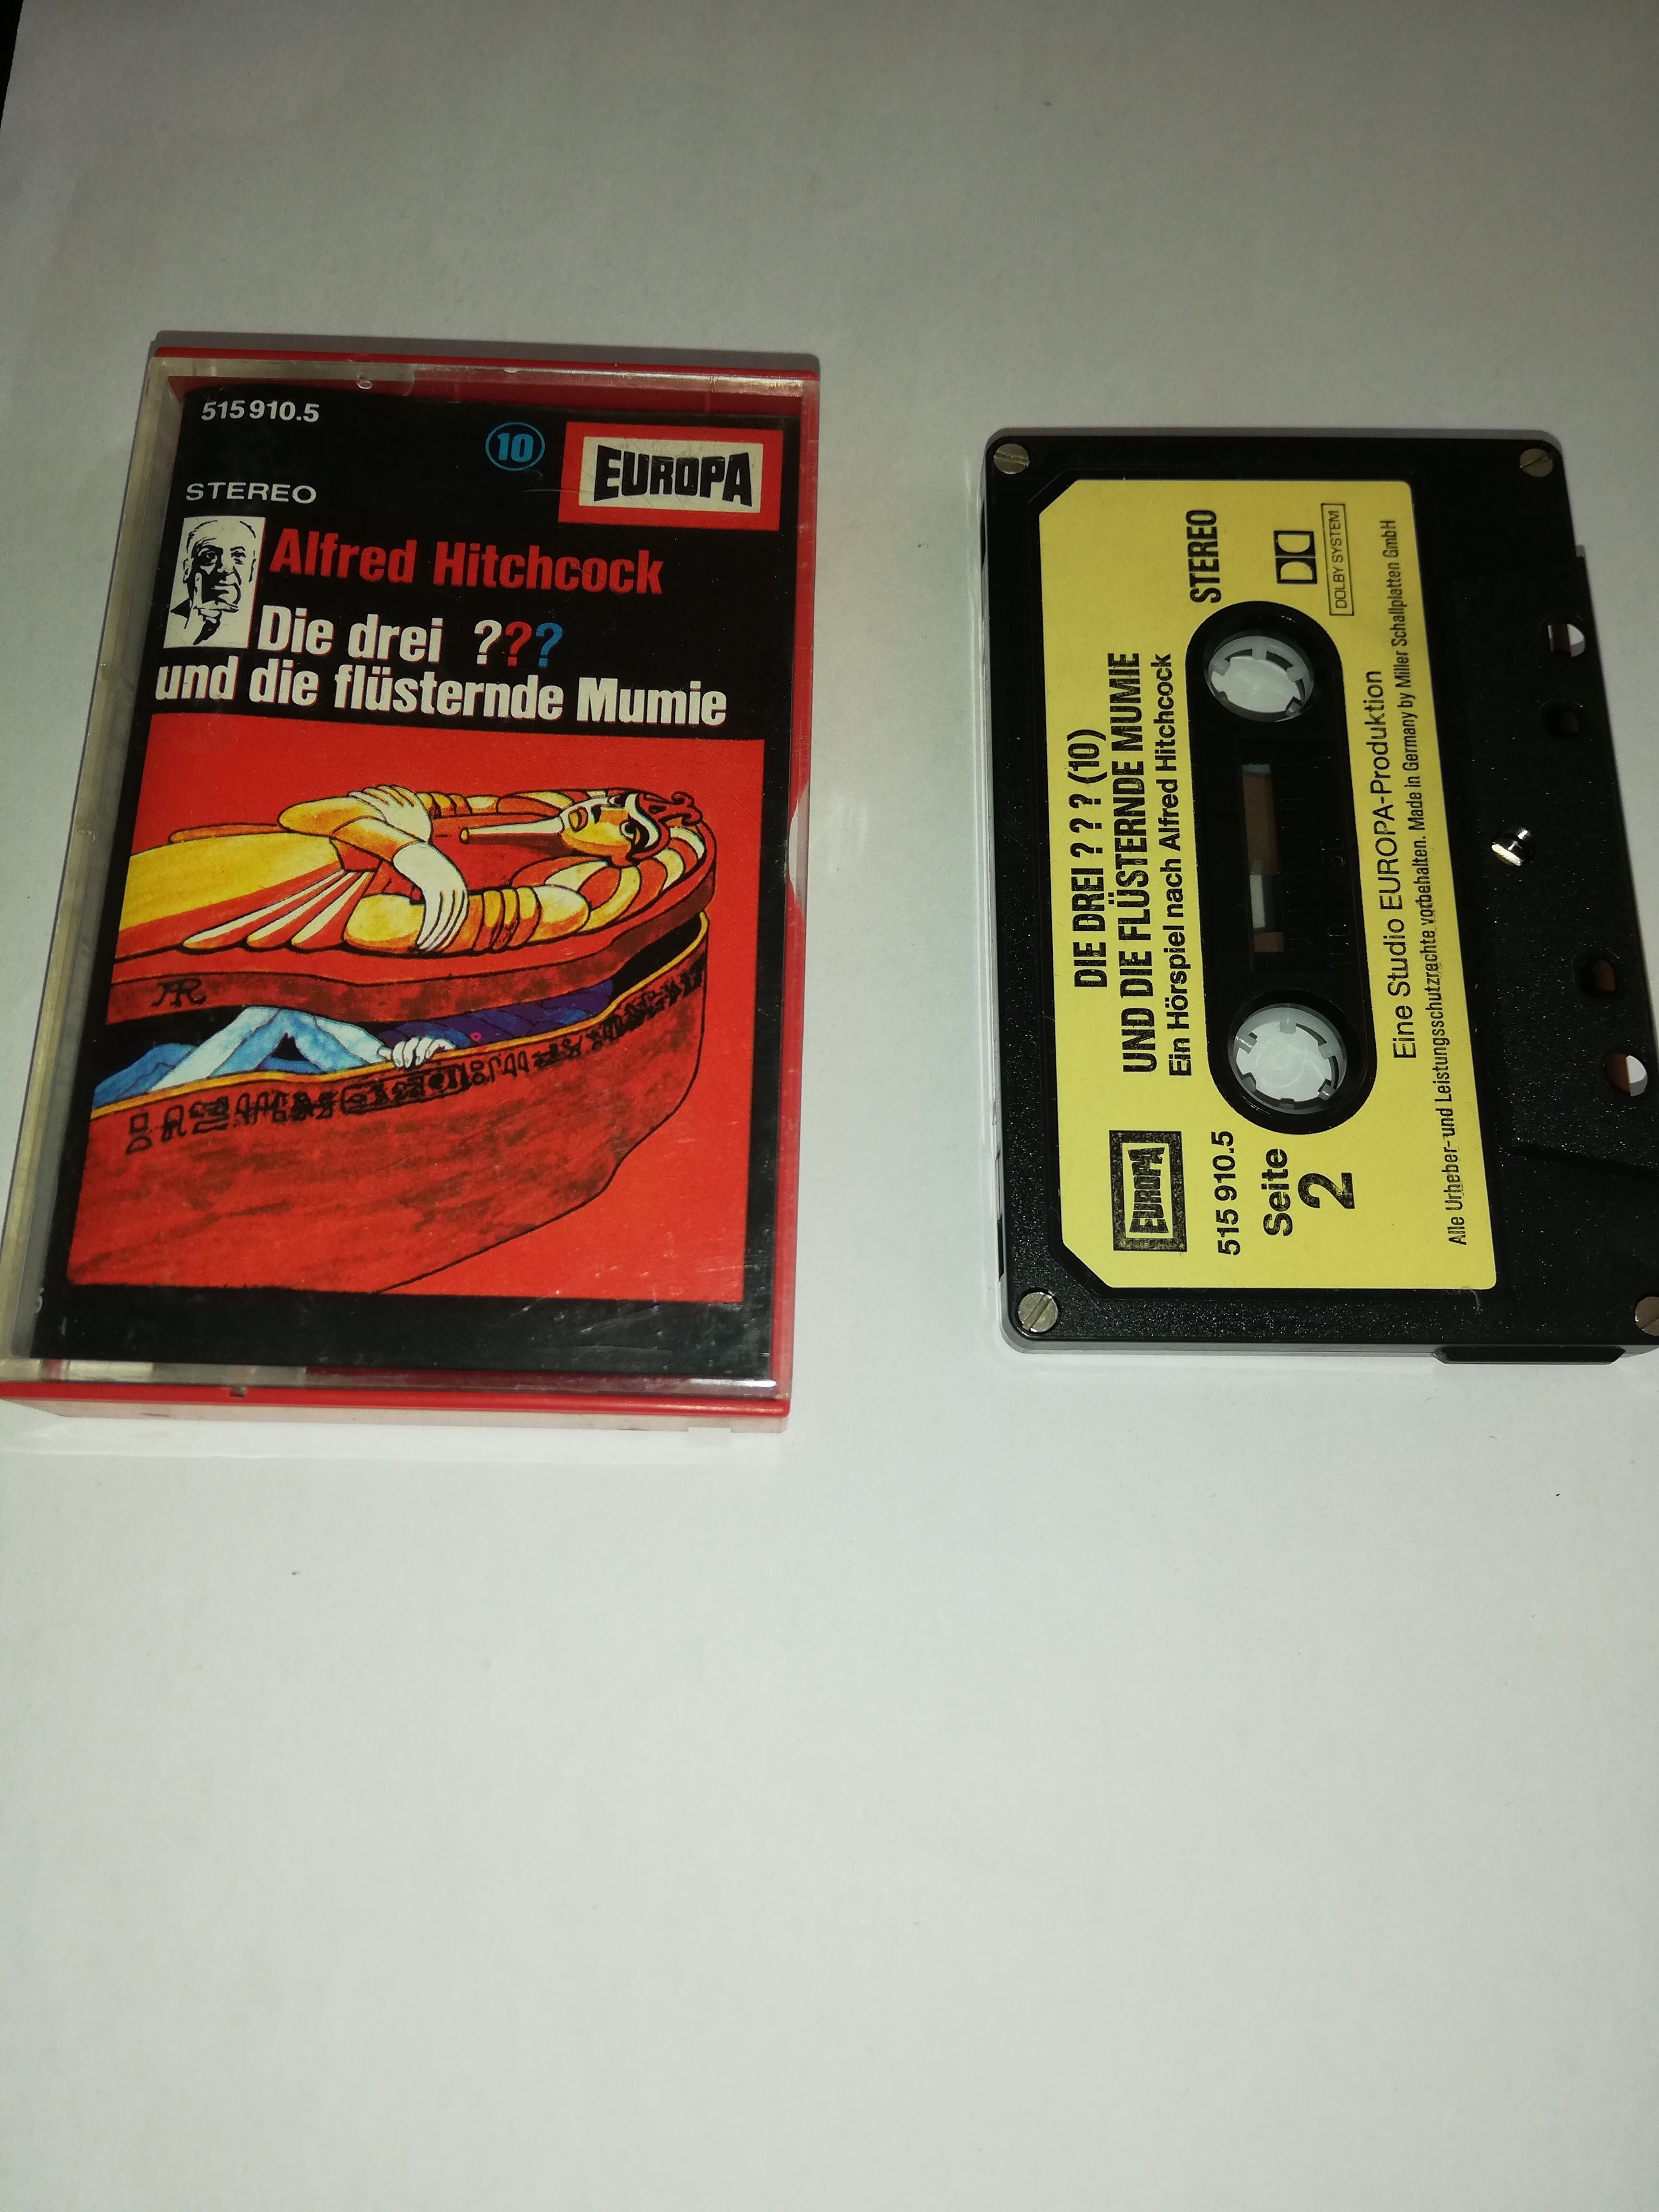 515 910.5
10
EUROPA
STEREO
Alfred Hitchcock
Die drei ???
und die flüsternde Mumie
AR
DIE DREI ? ? ? (10)
UND DIE FLÜSTERNDE MUMIE
Ein Hörspiel nach Alfred Hitchcock
STEREO
EUROPA
515 910.5
Seite
2
DOLBY SYSTEM
Eine Studio EUROPA-Produktion
Alle Urheber- und Leistungsschutzrechte vorbehalten. Made in Germany by Miller Schallplatten GmbH